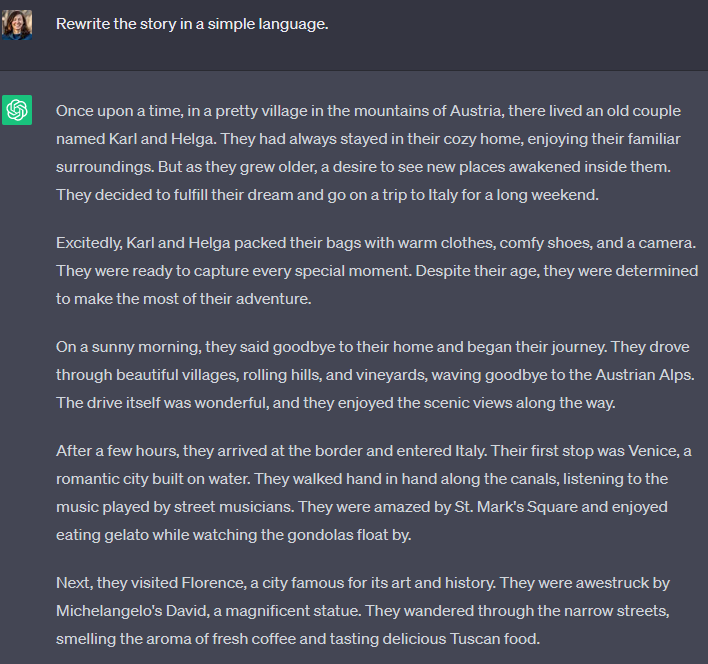 Rewrite the story in a simple language.
Once upon a time, in a pretty village in the mountains of Austria, there lived an old couple
named Karl and Helga. They had always stayed in their cozy home, enjoying their familiar
surroundings. But as they grew older, a desire to see new places awakened inside them.
They decided to fulfill their dream and go on a trip to Italy for a long weekend.
Excitedly, Karl and Helga packed their bags with warm clothes, comfy shoes, and a camera.
They were ready to capture every special moment. Despite their age, they were determined
to make the most of their adventure.
On a sunny morning, they said goodbye to their home and began their journey. They drove
through beautiful villages, rolling hills, and vineyards, waving goodbye to the Austrian Alps.
The drive itself was wonderful, and they enjoyed the scenic views along the way.
After a few hours, they arrived at the border and entered Italy. Their first stop was Venice, a
romantic city built on water. They walked hand in hand along the canals, listening to the
music played by street musicians. They were amazed by St. Mark's Square and enjoyed
eating gelato while watching the gondolas float by.
Next, they visited Florence, a city famous for its art and history. They were awestruck by
Michelangelo's David, a magnificent statue. They wandered through the narrow streets,
smelling the aroma of fresh coffee and tasting delicious Tuscan food.